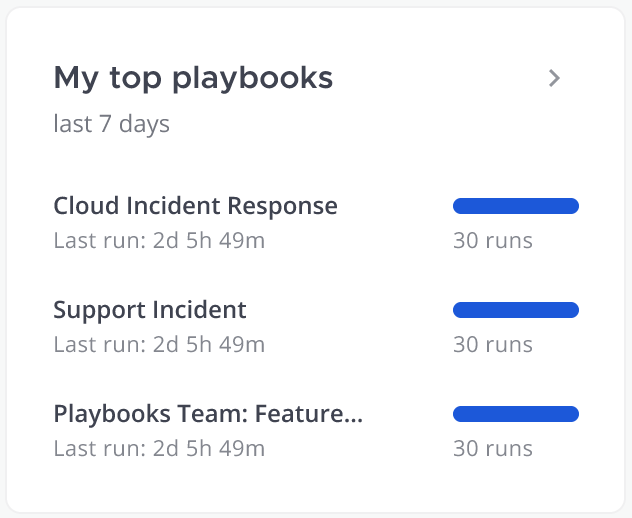 My top playbooks
last 7 days
Cloud Incident Response
Last run: 2d 5h 49m
30 runs
Support Incident
Last run: 2d 5h 49m
30 runs
Playbooks Team: Feature...
Last run: 2d 5h 49m
30 runs